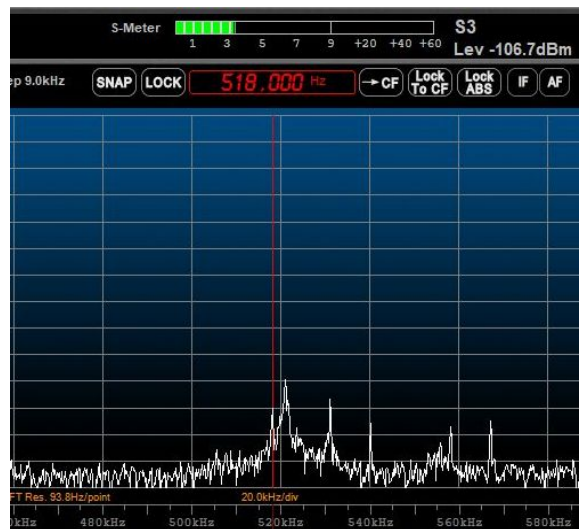 S-Meter S3
1 3 5 7 9 +20 +40 +60 Lev -106.7dBm
ep 9.0kHz SNAP LOCK 518.000 Hz →CF Lock To CF Lock ABS IF AF
FT Res. 93.8Hz/point 20.0kHz/div
0kHz 480kHz 500kHz 520kHz 540kHz 560kHz 580kHz